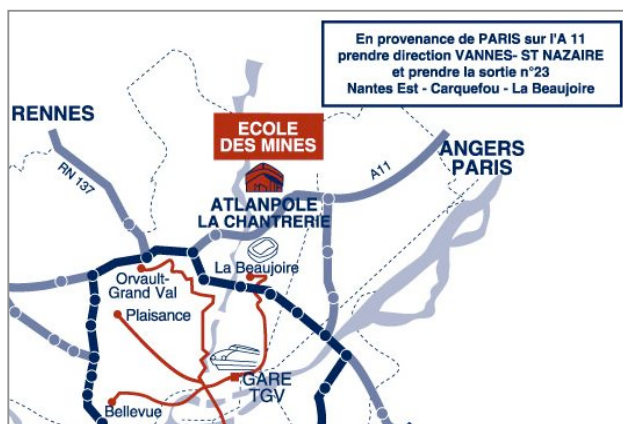 En provenance de PARIS sur l'A 11
prendre direction VANNES- ST NAZAIRE
et prendre la sortie n°23
Nantes Est - Carquefou - La Beaujoire
RENNES
ECOLE
DES MINES
ANGERS
PARIS
RN 137
A11
ATLANPOLE
LA CHANTRERIE
La Beaujoire
Orvault-
Grand Val
Plaisance
GARE
TGV
Bellevue